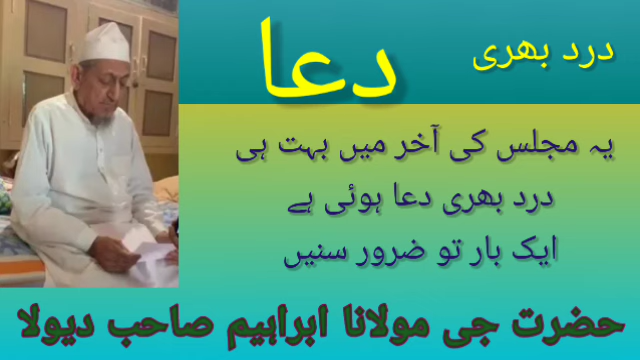 درد بھری
دعا
یہ مجلس کی آخر میں بہت ہی
درد بھری دعا ہوئی ہے
ایک بار تو ضرور سنیں
حضرت جی مولانا ابراہیم صاحب دیولا